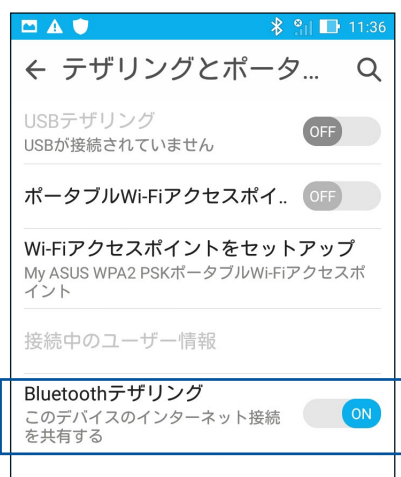 11:36
テザリングとポータ...
USBテザリング
USBが接続されていません
OFF
ポータブルWi-Fiアクセスポイ..
OFF
Wi-Fiアクセスポイントをセットアップ
My ASUS WPA2 PSKポータブルWi-Fiアクセスポ
イント
接続中のユーザー情報
Bluetoothテザリング
このデバイスのインターネット接続
を共有する
ON